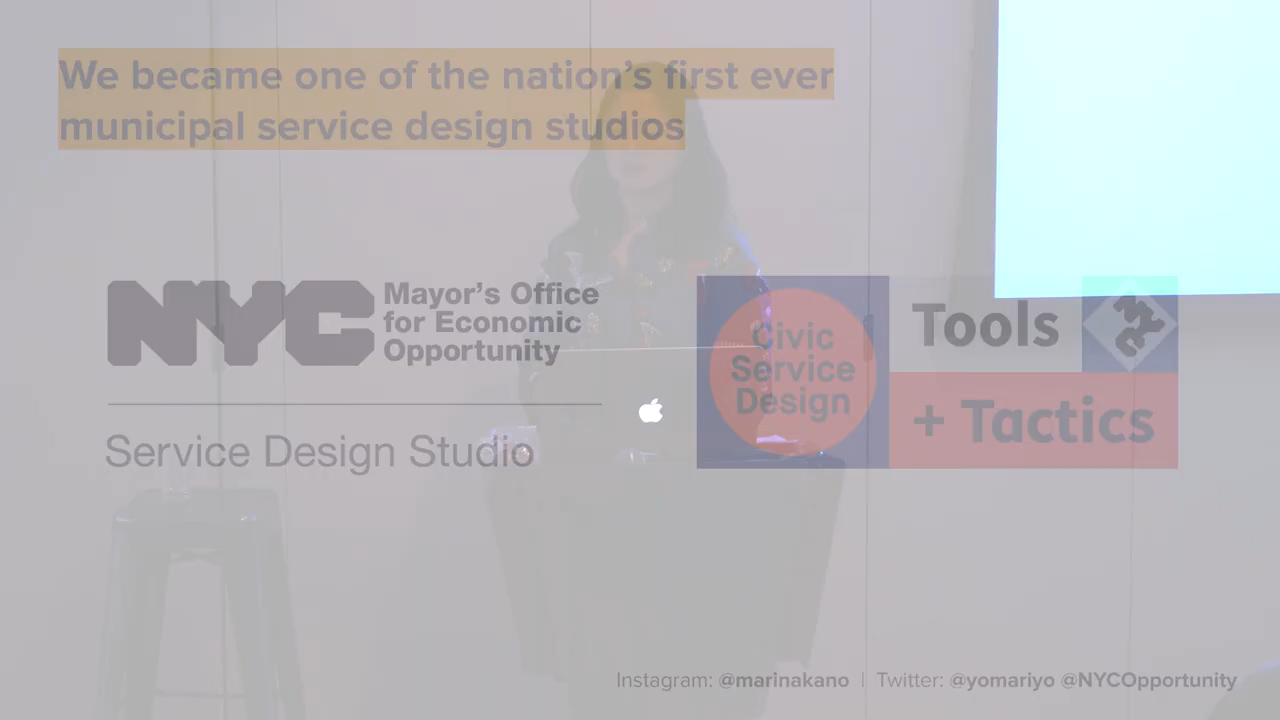 We became one of the nation's first ever
municipal service design studios
NYC
Mayor's Office
for Economic
Opportunity
Service Design Studio
Civic
Service
Design
Tools
+ Tactics
Instagram: @marinakano | Twitter: @yomariyo @NYCOpportunity